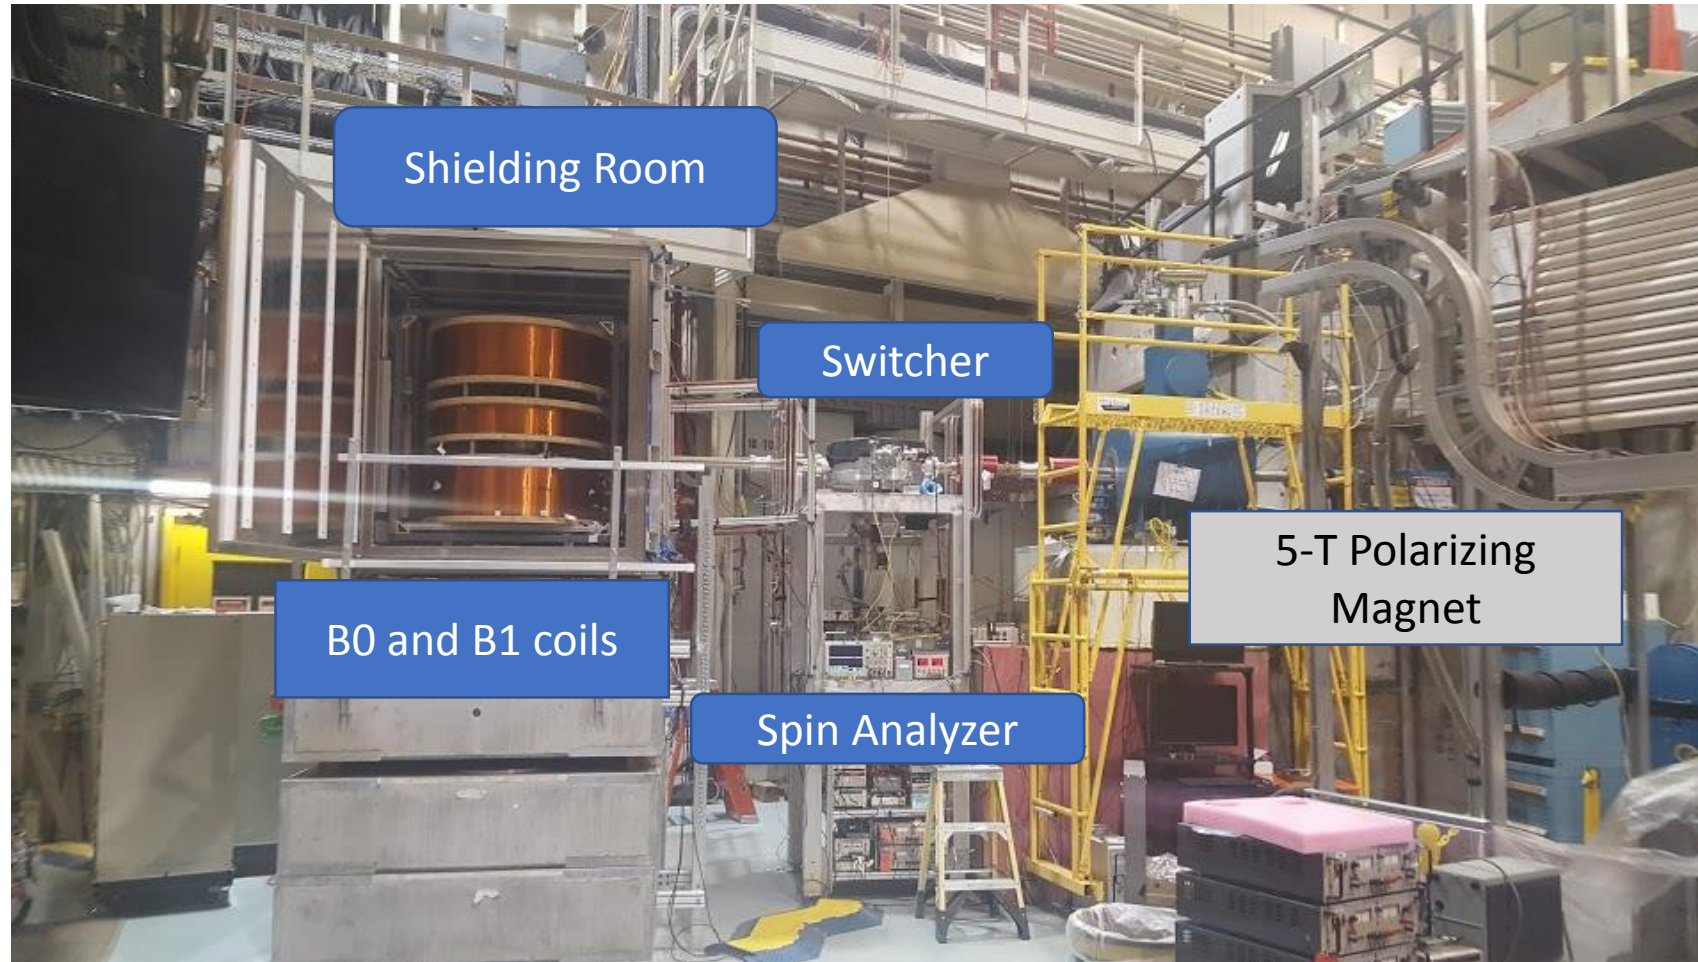 Shielding Room
Switcher
5-T Polarizing
Magnet
B0 and B1 coils
Spin Analyzer